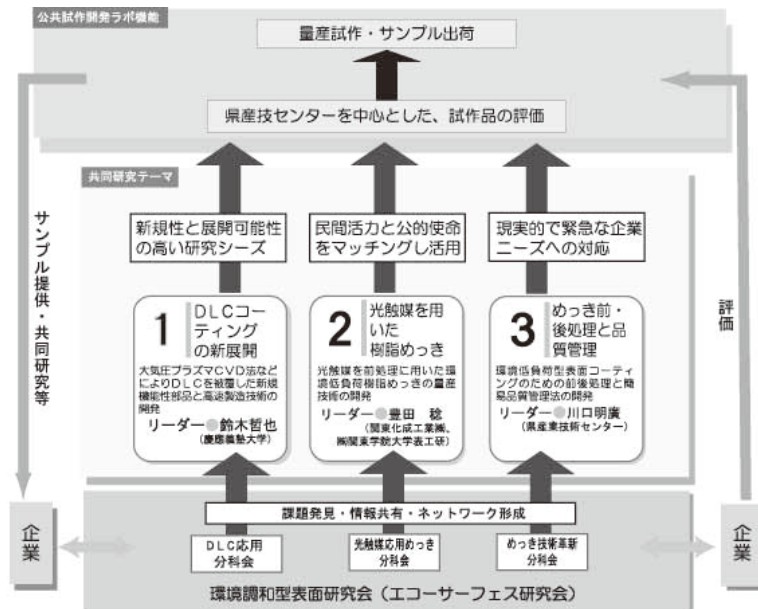 公共試作開発ラボ機能
量産試作・サンプル出荷
県産技センターを中心とした、試作品の評価
共同研究テーマ
新規性と展開可能性
の高い研究シーズ
民間活力と公的使命
をマッチングし活用
現実的で緊急な企業
ニーズへの対応
1
DLCコー
ティング
の新展開
大気圧プラズマCVD法など
によりDLCを被覆した新規
機能性部品と高速製造技術の
開発
リーダー●鈴木哲也
(慶應義塾大学)
2
光触媒を用
いた
樹脂めっき
光触媒を前処理に用いた環
境低負荷樹脂めっきの量産
技術の開発
リーダー●豊田 稔
(関東化成工業㈱、
㈱関東学院大学表工研)
3
めっき前・
後処理と品
質管理
環境低負荷型表面コーティ
ングのための前後処理と簡
易品質管理法の開発
リーダー●川口明廣
(県産業技術センター)
サンプル提供・共同研究等
評価
企業
企業
課題発見・情報共有・ネットワーク形成
DLC応用
分科会
光触媒応用めっき
分科会
めっき技術革新
分科会
環境調和型表面研究会(エコーサーフェス研究会)